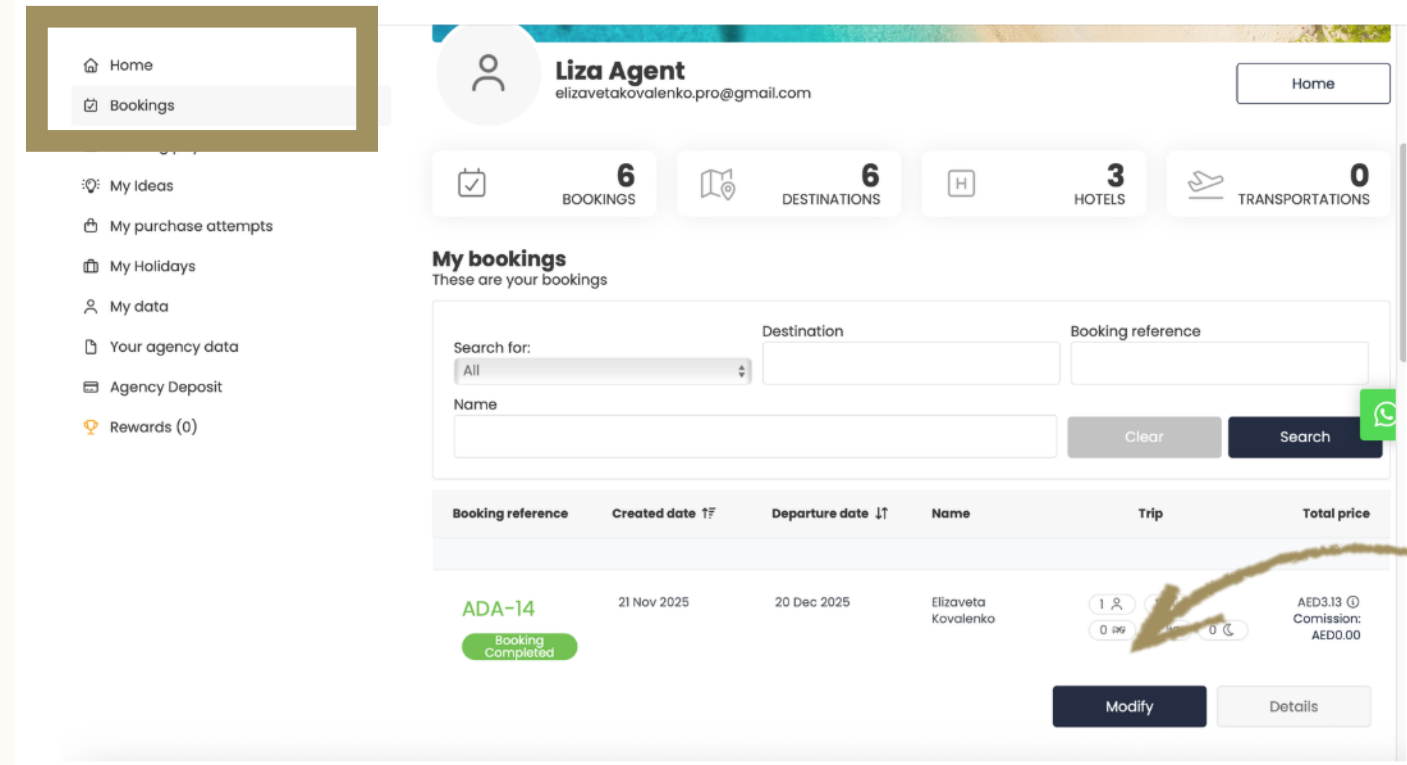 Home
Bookings
My Ideas
My purchase attempts
My Holidays
My data
Your agency data
Agency Deposit
Rewards (0)
Liza Agent
elizavetakovalenko.pro@gmail.com
Home
6
BOOKINGS
6
DESTINATIONS
H
3
HOTELS
0
TRANSPORTATIONS
My bookings
These are your bookings
Search for:
All
Destination
Booking reference
Name
Clear
Search
Booking reference Created date Departure date Name Trip Total price
ADA-14
Booking
Completed
21 Nov 2025
20 Dec 2025
Elizaveta
Kovalenko
1
0
0
AED3.13
Comission:
AED0.00
Modify
Details